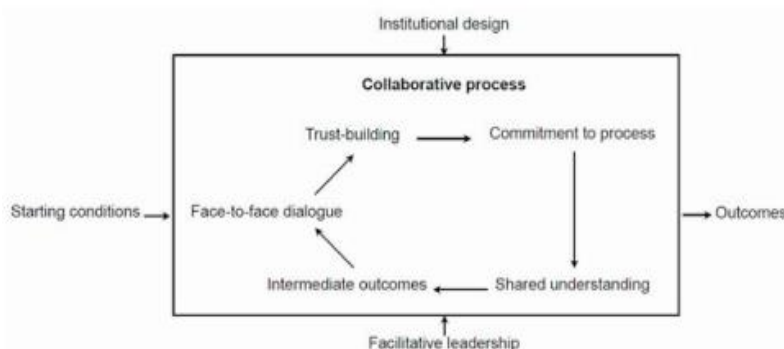 Institutional design
Collaborative process
Trust-building
Commitment to process
Starting conditions
Face-to-face dialogue
Outcomes
Intermediate outcomes
Shared understanding
Facilitative leadership